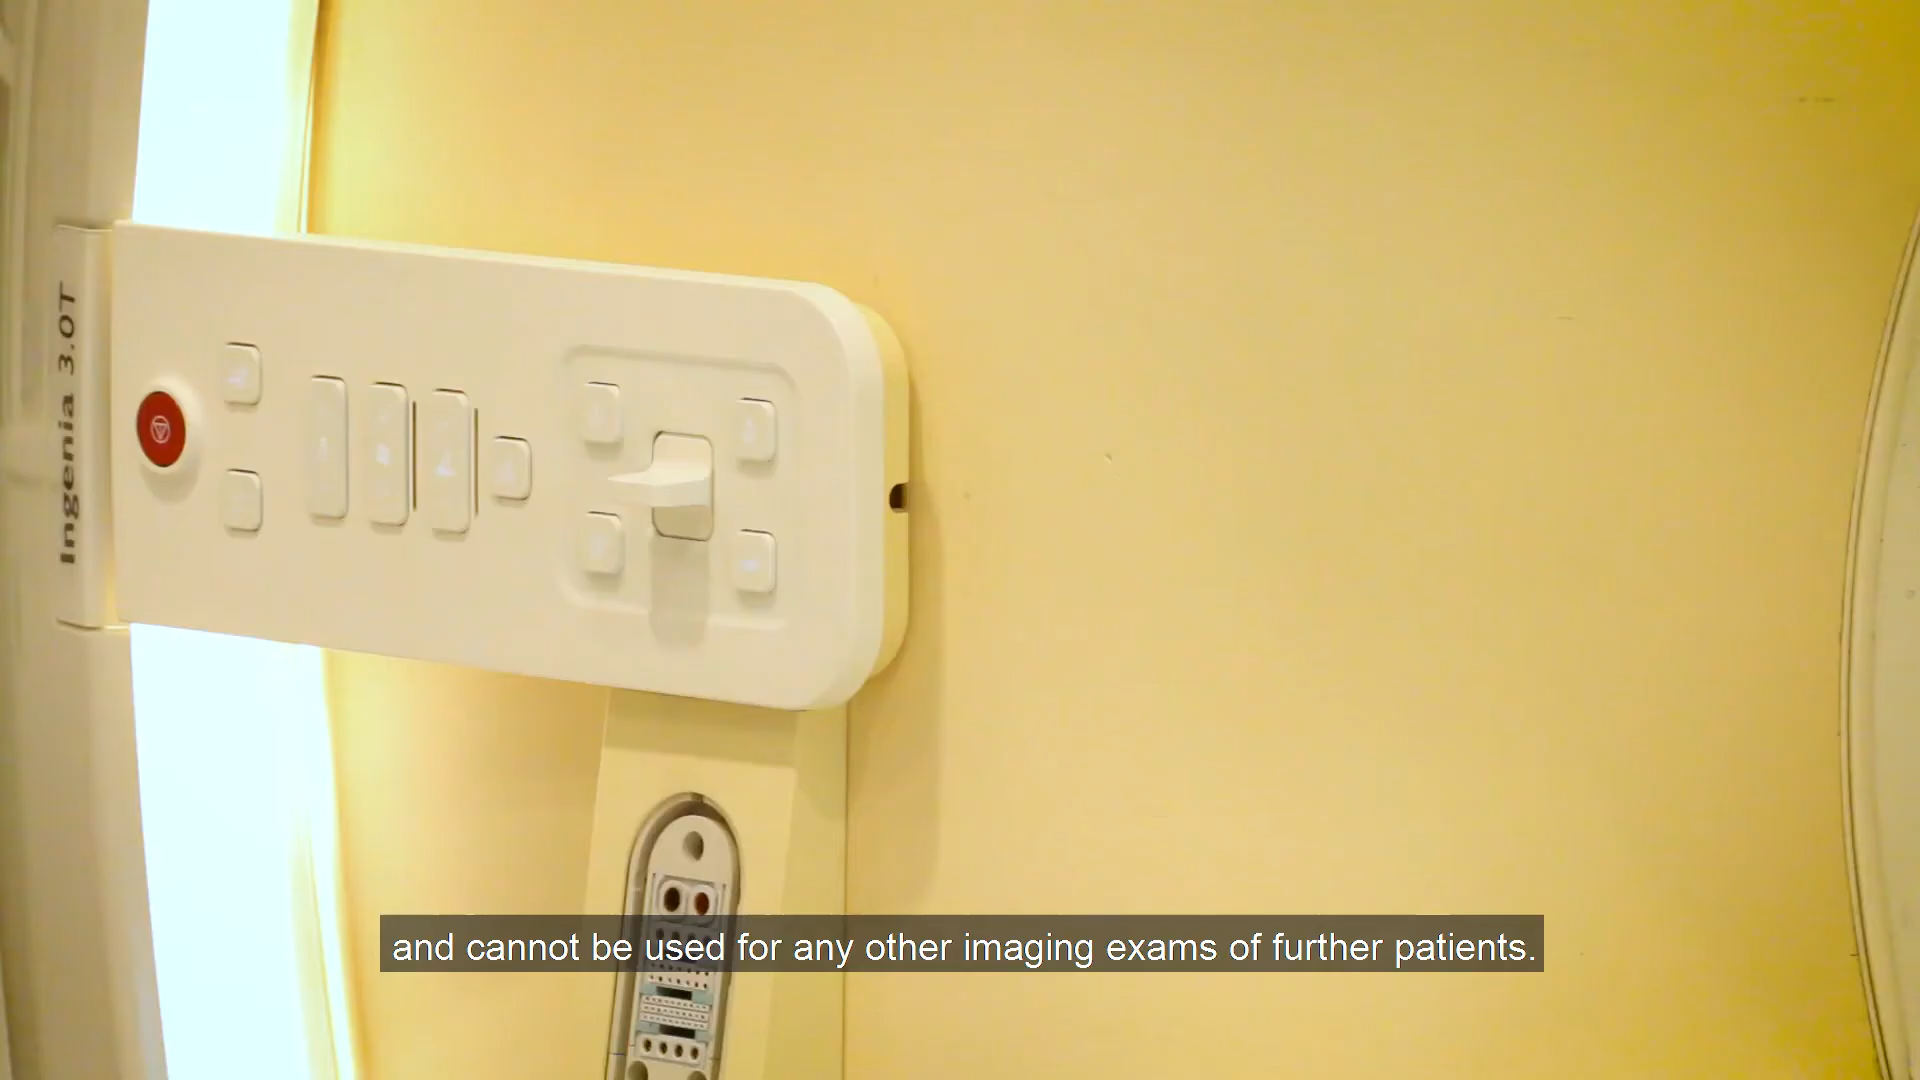 Ingenia 3.0T
and cannot be used for any other imaging exams of further patients.